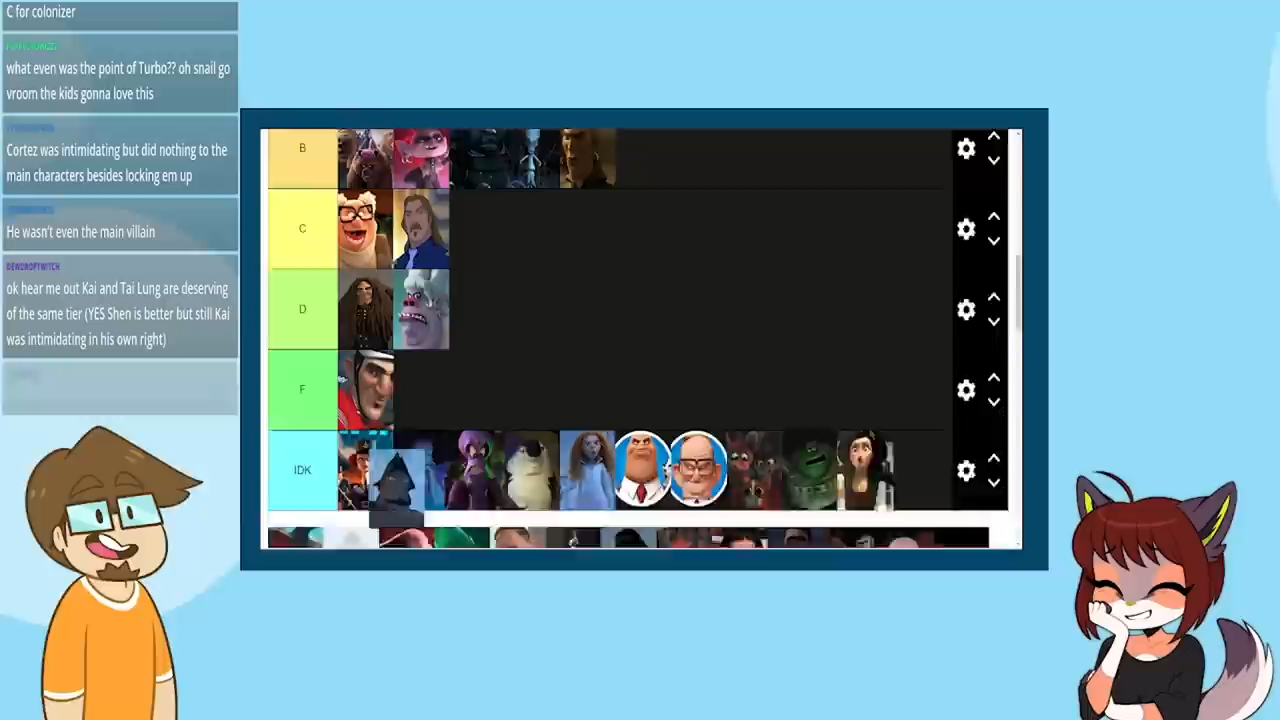 C for colonizer
what even was the point of Turbo?? oh snail go
vroom the kids gonna love this
Cortez was intimidating but did nothing to the
main characters besides locking em up
He wasn't even the main villain
DEWDROPTWITCH
ok hear me out Kai and Tai Lung are deserving
of the same tier (YES Shen is better but still Kai
was intimidating in his own right)
B
C
D
F
IDK